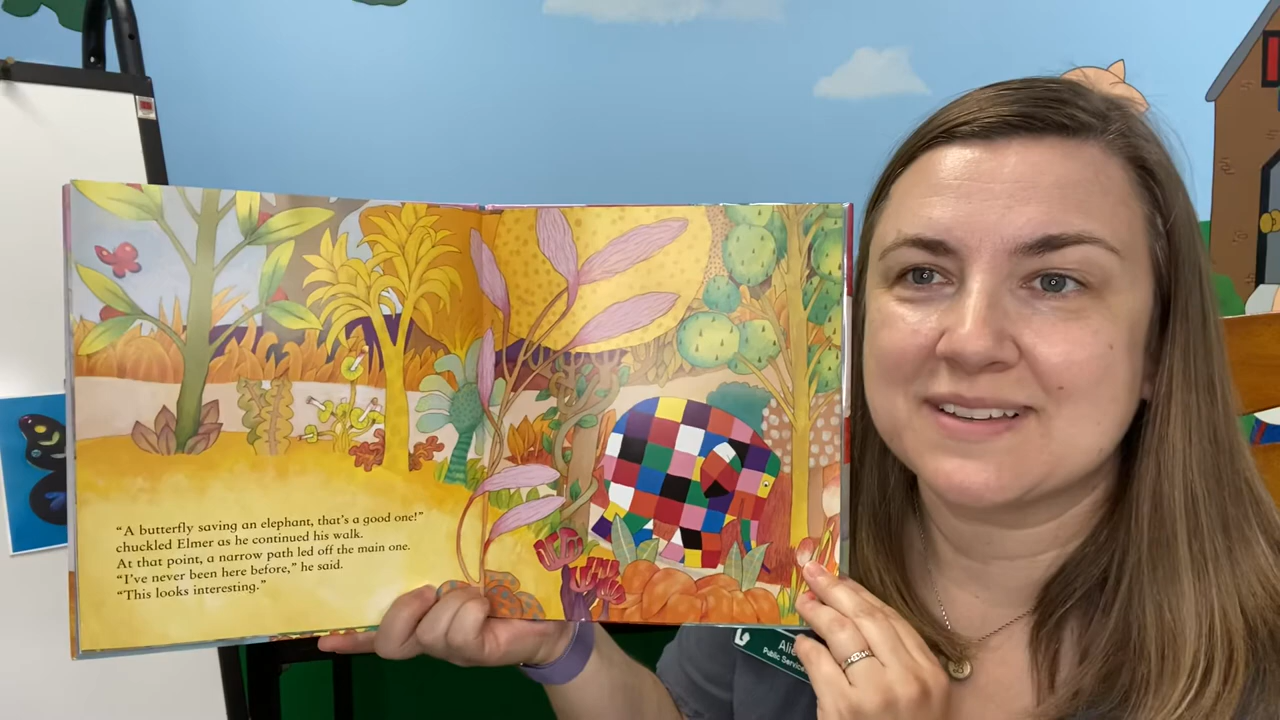 “A butterfly saving an elephant, that’s a good one!”
chuckled Elmer as he continued his walk.
At that point, a narrow path led off the main one.
“I’ve never been here before,” he said.
“This looks interesting.”
Public